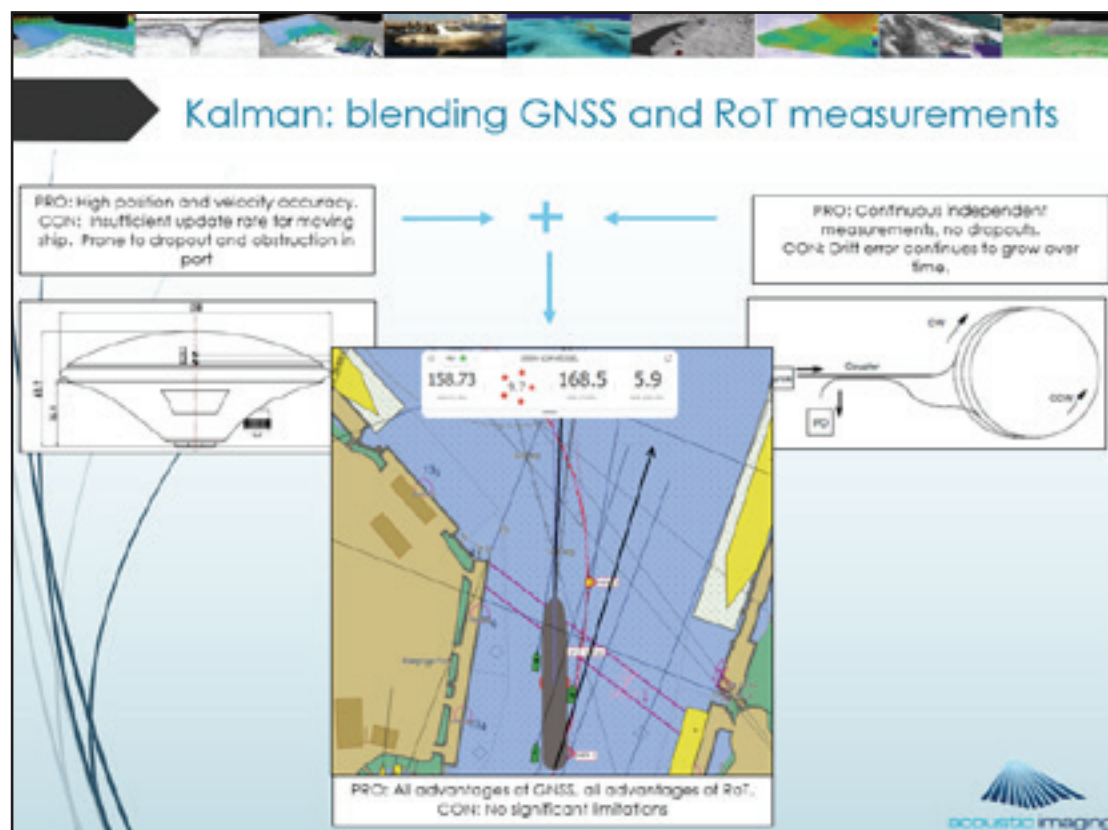 Kalman: blending GNSS and RoT measurements
PRO: High position and velocity accuracy.
CON: Insufficient update rate for moving
ship. Prone to dropout and obstruction in
port
PRO: Continuous independent
measurements, no dropouts.
CON: Drift error continues to grow over
time.
CW
Coupler
CCW
PD
158.73
9.7
168.5
5.9
PRO: All advantages of GNSS, all advantages of RoT.
CON: No significant limitations
acoustic imaging